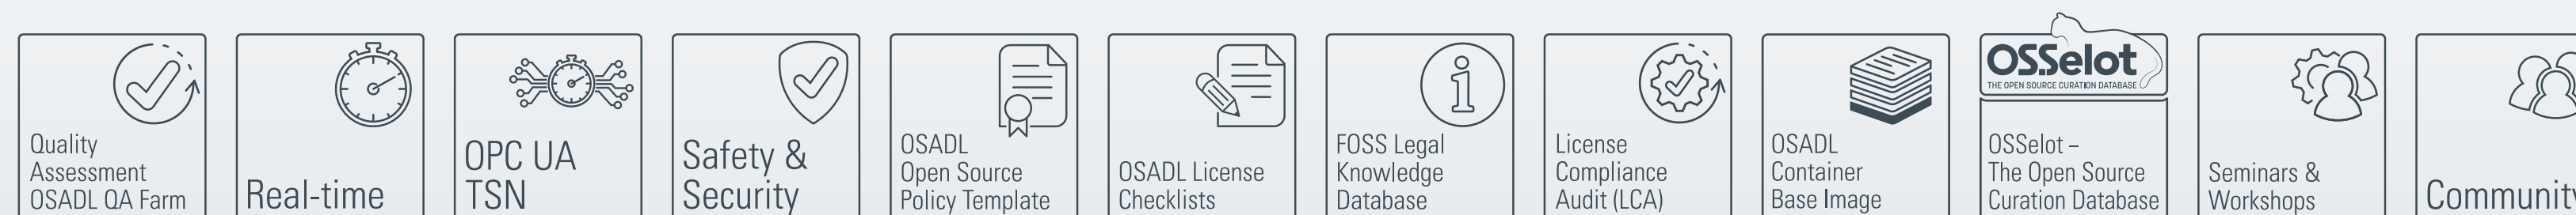 Quality
Assessment
OSADL QA Farm
Real-time
OPC UA
TSN
Safety &
Security
OSADL
Open Source
Policy Template
OSADL License
Checklists
FOSS Legal
Knowledge
Database
License
Compliance
Audit (LCA)
OSADL
Container
Base Image
OSSelot
THE OPEN SOURCE CURATION DATABASE
OSSelot –
The Open Source
Curation Database
Seminars &
Workshops
Community